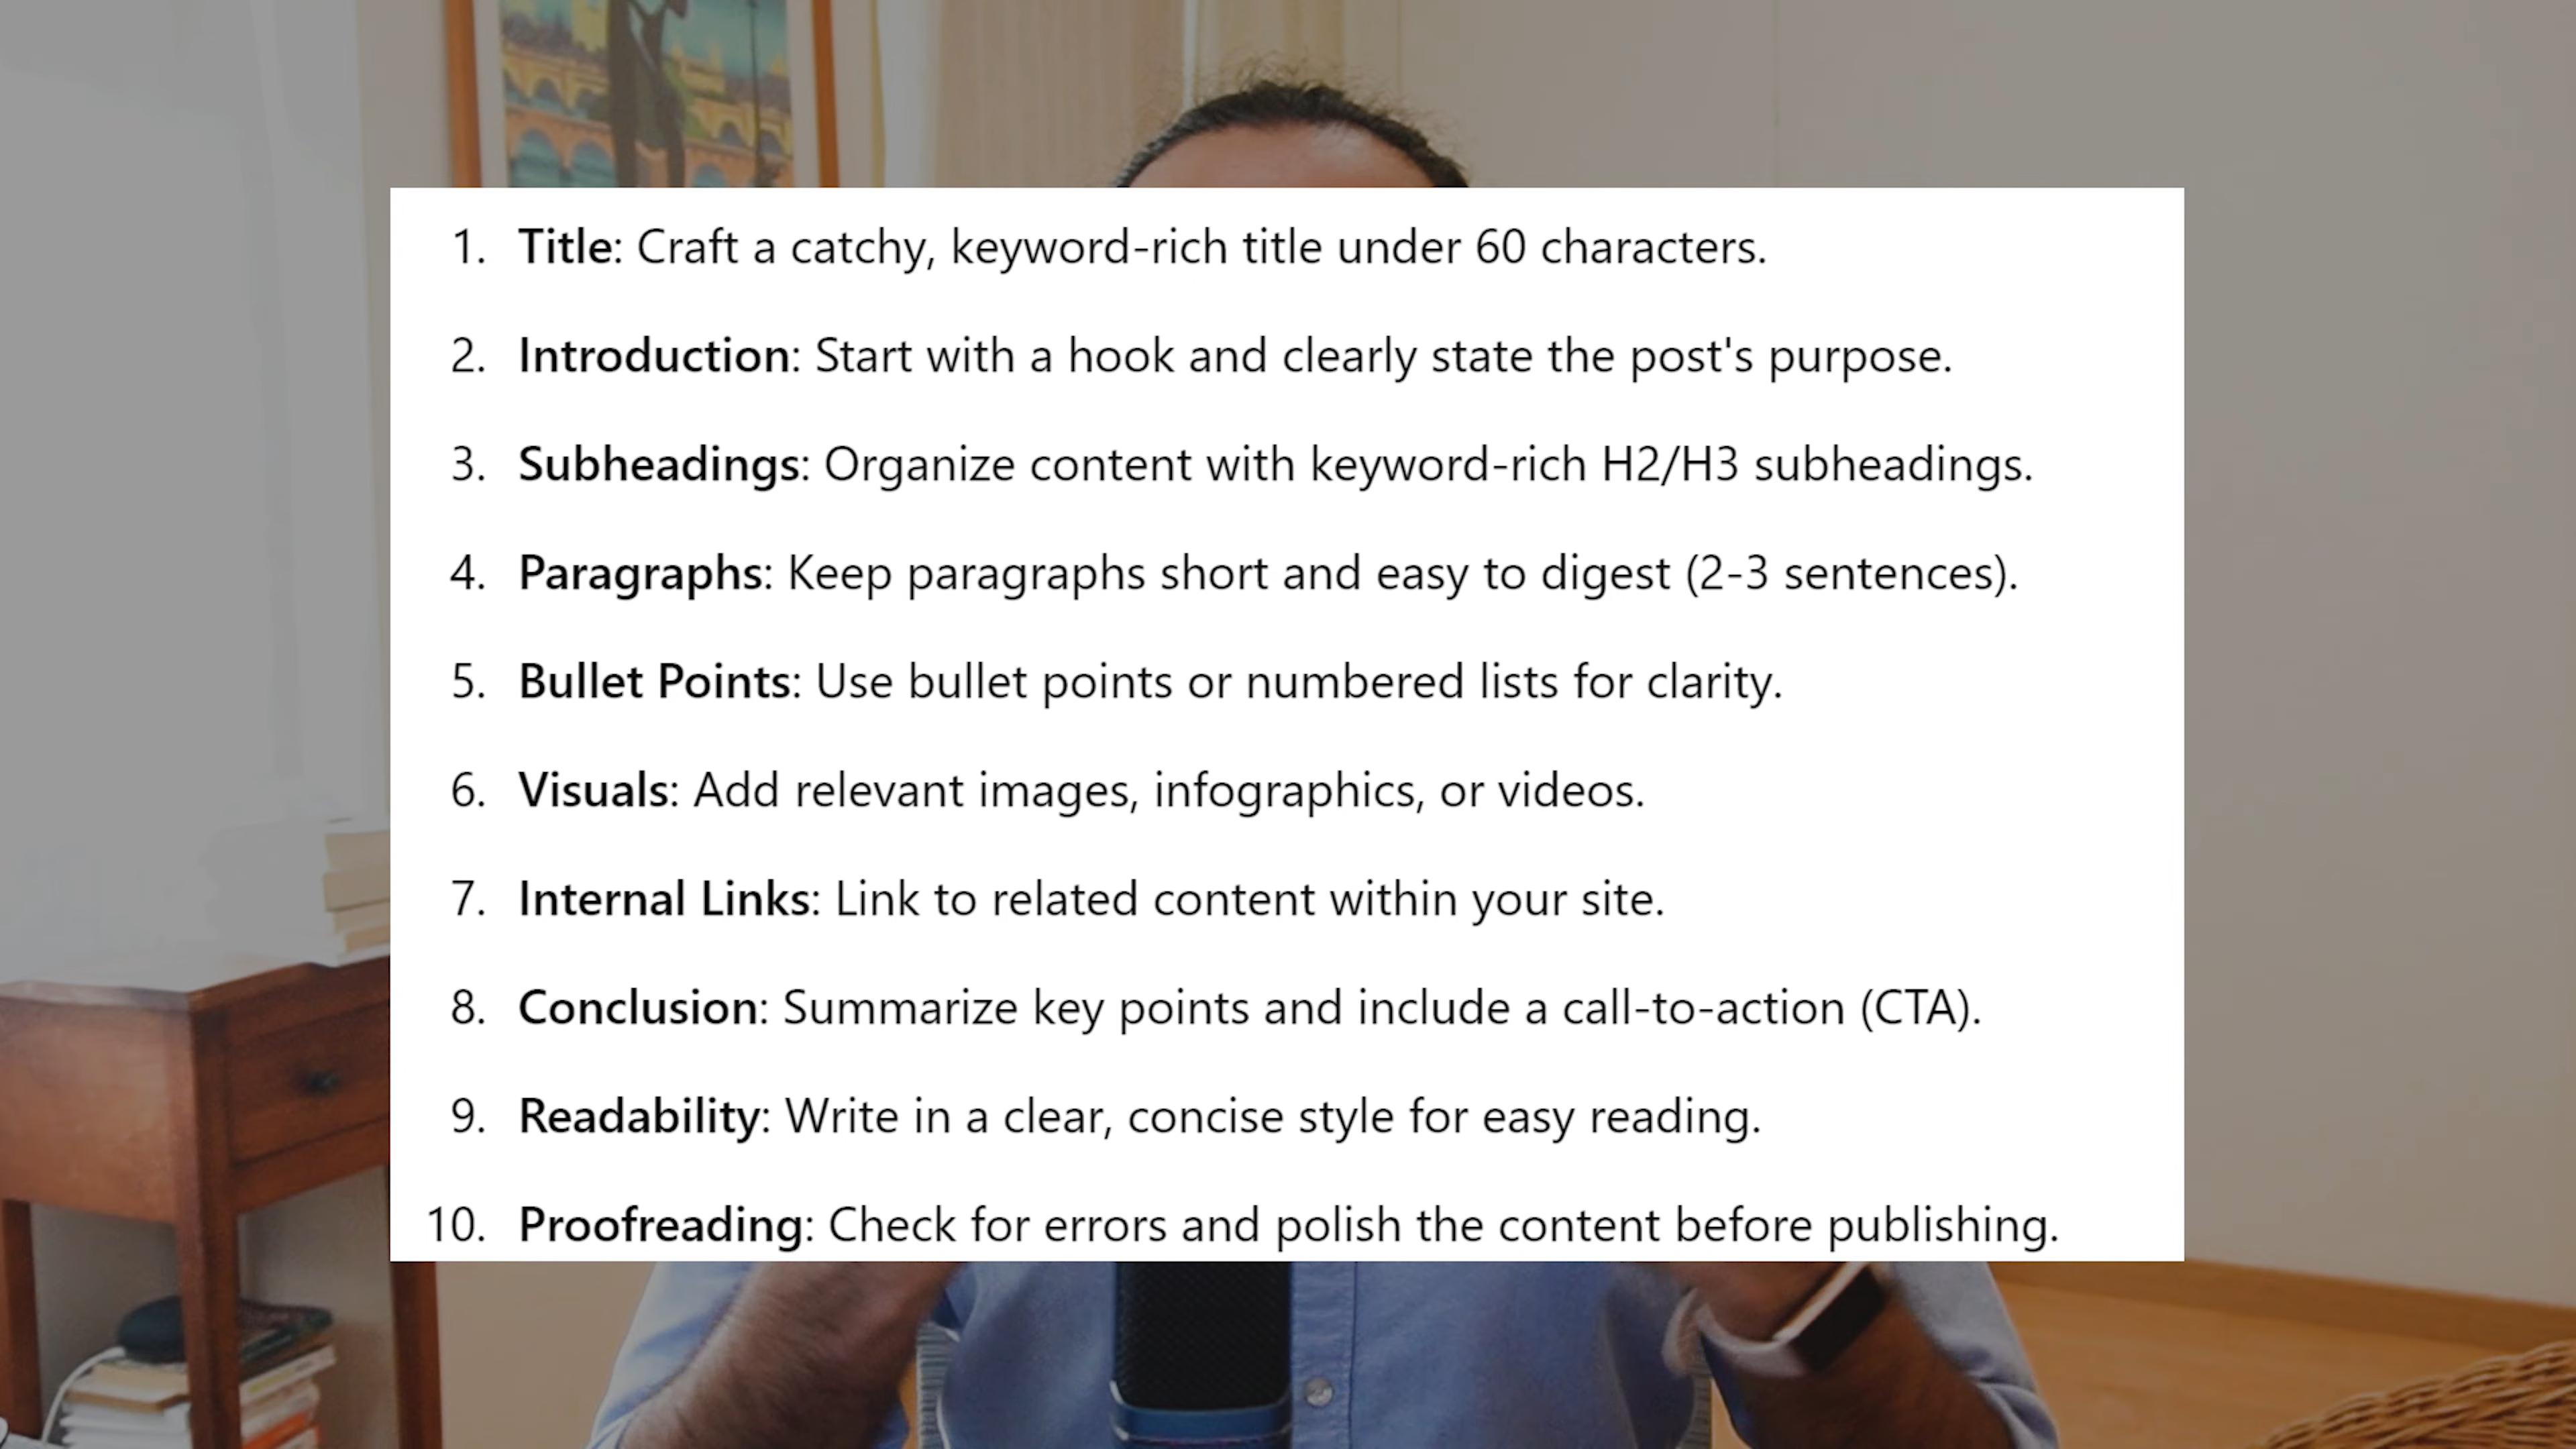 1. Title: Craft a catchy, keyword-rich title under 60 characters.
2. Introduction: Start with a hook and clearly state the post's purpose.
3. Subheadings: Organize content with keyword-rich H2/H3 subheadings.
4. Paragraphs: Keep paragraphs short and easy to digest (2-3 sentences).
5. Bullet Points: Use bullet points or numbered lists for clarity.
6. Visuals: Add relevant images, infographics, or videos.
7. Internal Links: Link to related content within your site.
8. Conclusion: Summarize key points and include a call-to-action (CTA).
9. Readability: Write in a clear, concise style for easy reading.
10. Proofreading: Check for errors and polish the content before publishing.